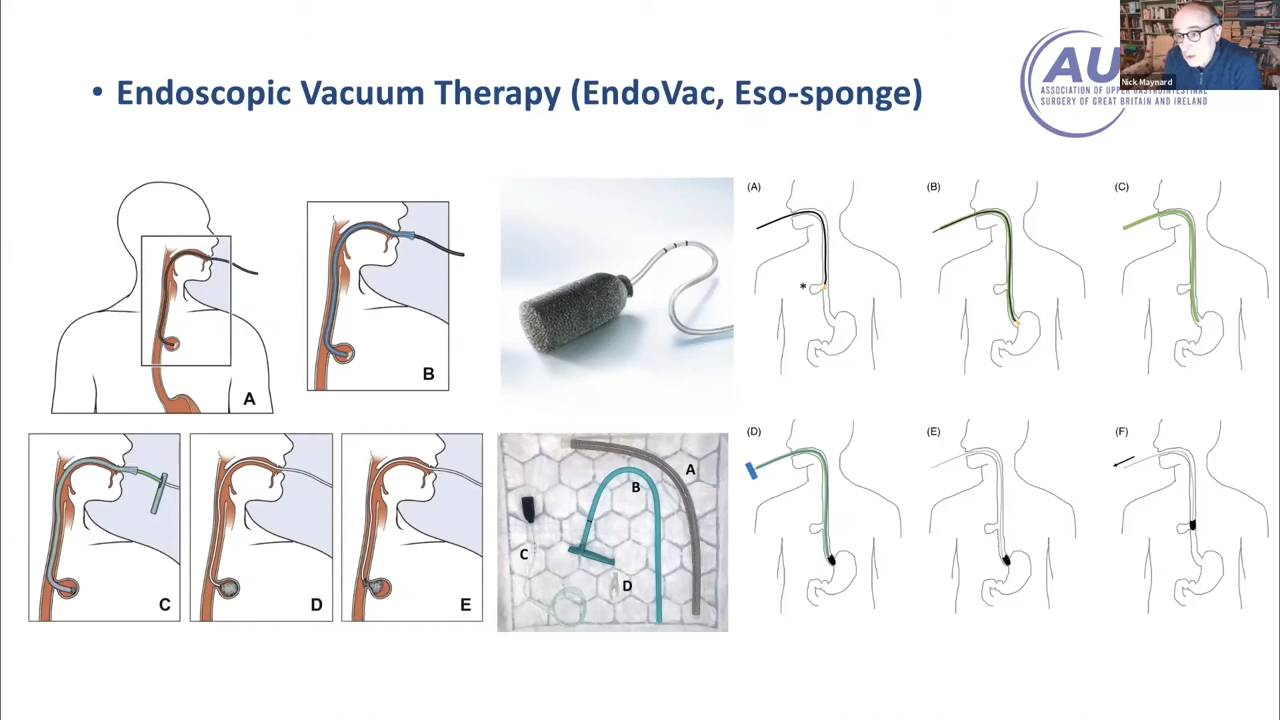 • Endoscopic Vacuum Therapy (EndoVac, Eso-sponge)
AU
Nick Maynard
ASSOCIATION OF UPPER GASTROINTESTINAL
SURGERY OF GREAT BRITAIN AND IRELAND
A
B
C
D
E
A
B
C
D
(A)
*
(B)
(C)
(D)
(E)
(F)